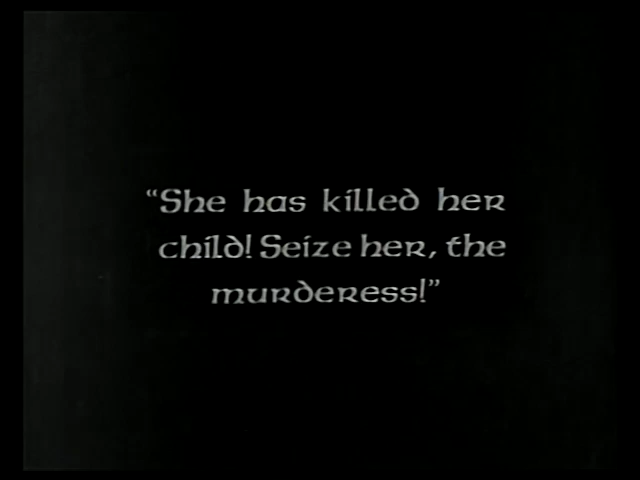 “She has killed her
child! Seize her, the
murderess!”